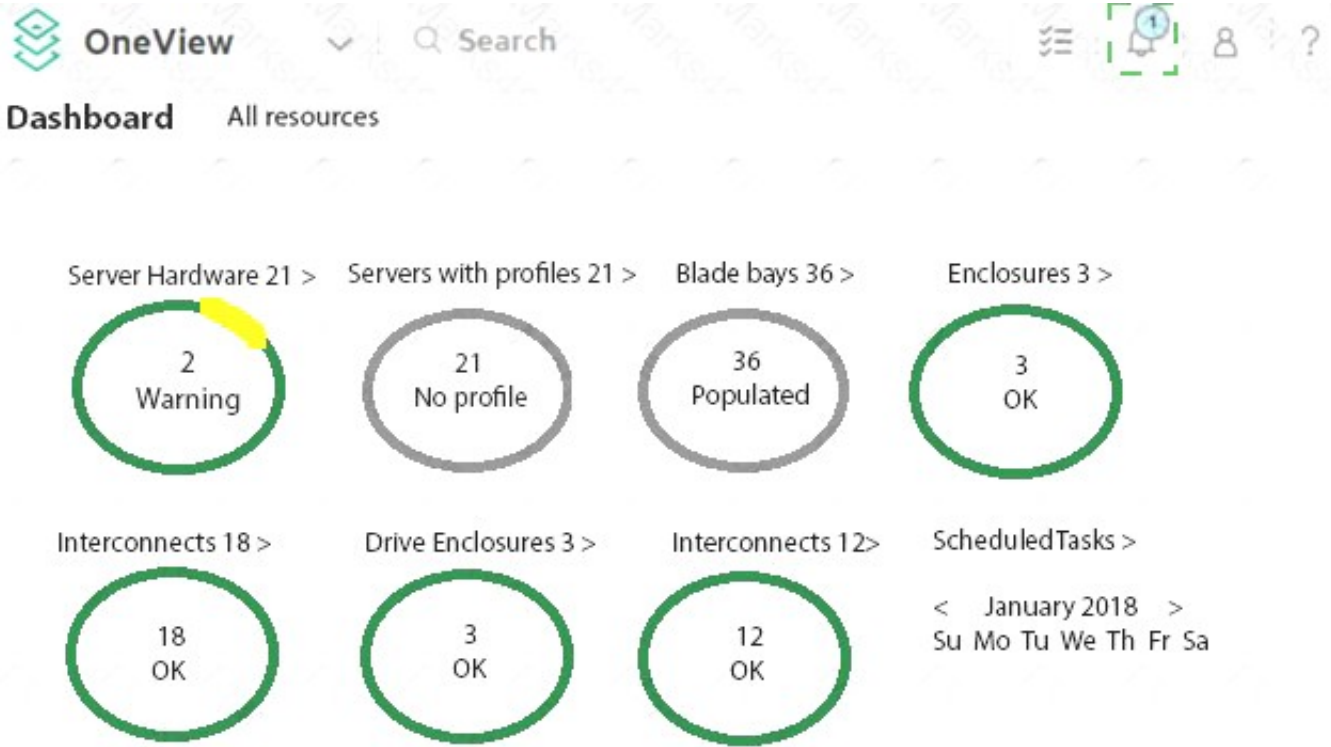 OneView Search 1 ?
Dashboard All resources
Server Hardware 21 > Servers with profiles 21 > Blade bays 36 > Enclosures 3 >
2 21 36 3
Warning No profile Populated OK
Interconnects 18 > Drive Enclosures 3 > Interconnects 12> ScheduledTasks >
< January 2018 >
18 3 12 Su Mo Tu We Th Fr Sa
OK OK OK